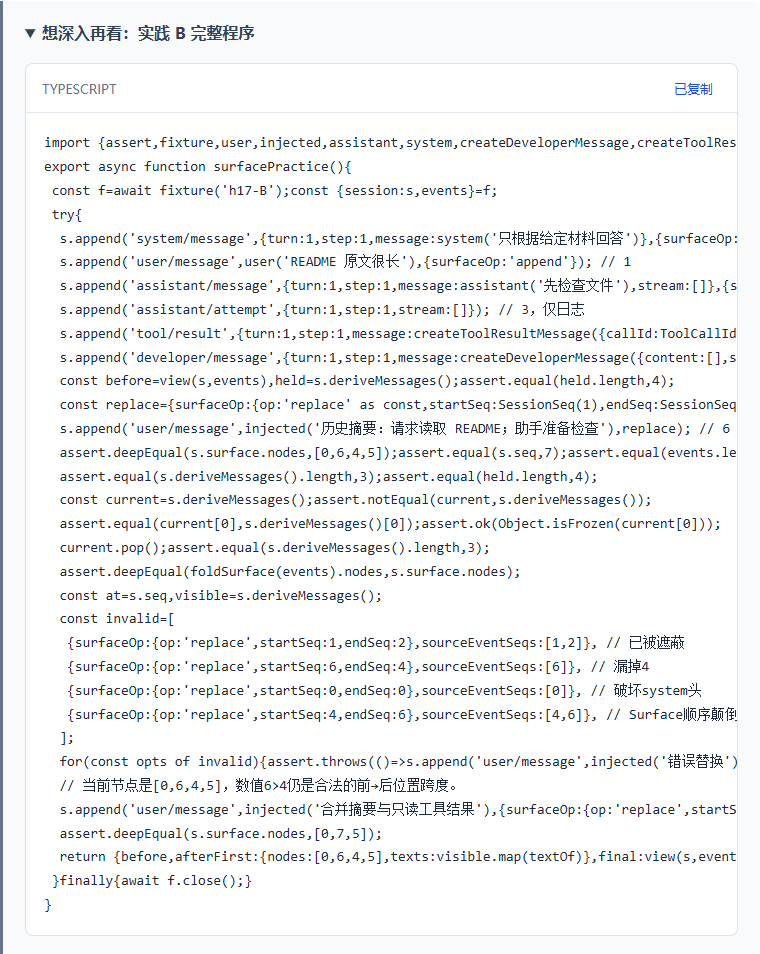 ▼ 想深入再看：实践 B 完整程序
TYPESCRIPT
已复制
import {assert,fixture,user,injected,assistant,system,createDeveloperMessage,createToolRes
export async function surfacePractice(){
 const f=await fixture('h17-B');const {session:s,events}=f;
 try{
  s.append('system/message',{turn:1,step:1,message:system('只根据给定材料回答')},{surfaceOp:
  s.append('user/message',user('README 原文很长'),{surfaceOp:'append'}); // 1
  s.append('assistant/message',{turn:1,step:1,message:assistant('先检查文件'),stream:[]},{s
  s.append('assistant/attempt',{turn:1,step:1,stream:[]}); // 3，仅日志
  s.append('tool/result',{turn:1,step:1,message:createToolResultMessage({callId:ToolCallId
  s.append('developer/message',{turn:1,step:1,message:createDeveloperMessage({content:[],s
  const before=view(s,events),held=s.deriveMessages();assert.equal(held.length,4);
  const replace={surfaceOp:{op:'replace' as const,startSeq:SessionSeq(1),endSeq:SessionSeq
  s.append('user/message',injected('历史摘要：请求读取 README；助手准备检查'),replace); // 6
  assert.deepEqual(s.surface.nodes,[0,6,4,5]);assert.equal(s.seq,7);assert.equal(events.le
  assert.equal(s.deriveMessages().length,3);assert.equal(held.length,4);
  const current=s.deriveMessages();assert.notEqual(current,s.deriveMessages());
  assert.equal(current[0],s.deriveMessages()[0]);assert.ok(Object.isFrozen(current[0]));
  current.pop();assert.equal(s.deriveMessages().length,3);
  assert.deepEqual(foldSurface(events).nodes,s.surface.nodes);
  const at=s.seq,visible=s.deriveMessages();
  const invalid=[
   {surfaceOp:{op:'replace',startSeq:1,endSeq:2},sourceEventSeqs:[1,2]}, // 已被遮蔽
   {surfaceOp:{op:'replace',startSeq:6,endSeq:4},sourceEventSeqs:[6]}, // 漏掉4
   {surfaceOp:{op:'replace',startSeq:0,endSeq:0},sourceEventSeqs:[0]}, // 破坏system头
   {surfaceOp:{op:'replace',startSeq:4,endSeq:6},sourceEventSeqs:[4,6]}, // Surface顺序颠倒
  ];
  for(const opts of invalid){assert.throws(()=>s.append('user/message',injected('错误替换')
  // 当前节点是[0,6,4,5]，数值6>4仍是合法的前→后位置跨度。
  s.append('user/message',injected('合并摘要与只读工具结果'),{surfaceOp:{op:'replace',startS
  assert.deepEqual(s.surface.nodes,[0,7,5]);
  return {before,afterFirst:{nodes:[0,6,4,5],texts:visible.map(textOf)},final:view(s,event
 }finally{await f.close();}
}